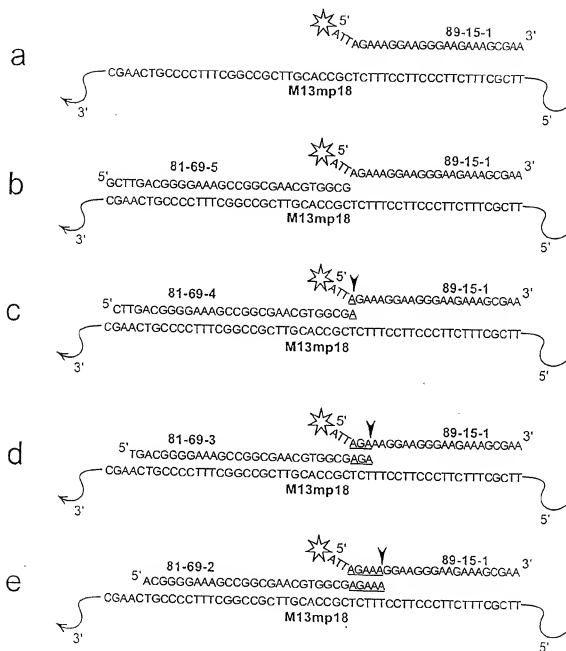 a
5'
ATTAGAAAGGAAGGGAAGAAAGCGAA
89-15-1
3'
CGAACTGCCCCTTTCGGCCGCTTGCACCGCTCTTTCCTTCCCTTCTTTCGCTT
M13mp18
3'
5'
b
81-69-5
5'
ATTAGAAAGGAAGGGAAGAAAGCGAA
89-15-1
3'
5'GCTTGACGGGGAAAGCCGGCGAACGTGGCG
CGAACTGCCCCTTTCGGCCGCTTGCACCGCTCTTTCCTTCCCTTCTTTCGCTT
M13mp18
3'
5'
c
81-69-4
5'
ATTAGAAAGGAAGGGAAGAAAGCGAA
89-15-1
3'
5'
CTTGACGGGGAAAGCCGGCGAACGTGGCGA
CGAACTGCCCCTTTCGGCCGCTTGCACCGCTCTTTCCTTCCCTTCTTTCGCTT
M13mp18
3'
5'
d
81-69-3
5'
ATTAGAAAGGAAGGGAAGAAAGCGAA
89-15-1
3'
5'
TGACGGGGAAAGCCGGCGAACGTGGCGAGA
CGAACTGCCCCTTTCGGCCGCTTGCACCGCTCTTTCCTTCCCTTCTTTCGCTT
M13mp18
3'
5'
e
81-69-2
5'
ATTAGAAAGGAAGGGAAGAAAGCGAA
89-15-1
3'
5'
ACGGGGAAAGCCGGCGAACGTGGCGAGAAA
CGAACTGCCCCTTTCGGCCGCTTGCACCGCTCTTTCCTTCCCTTCTTTCGCTT
M13mp18
3'
5'